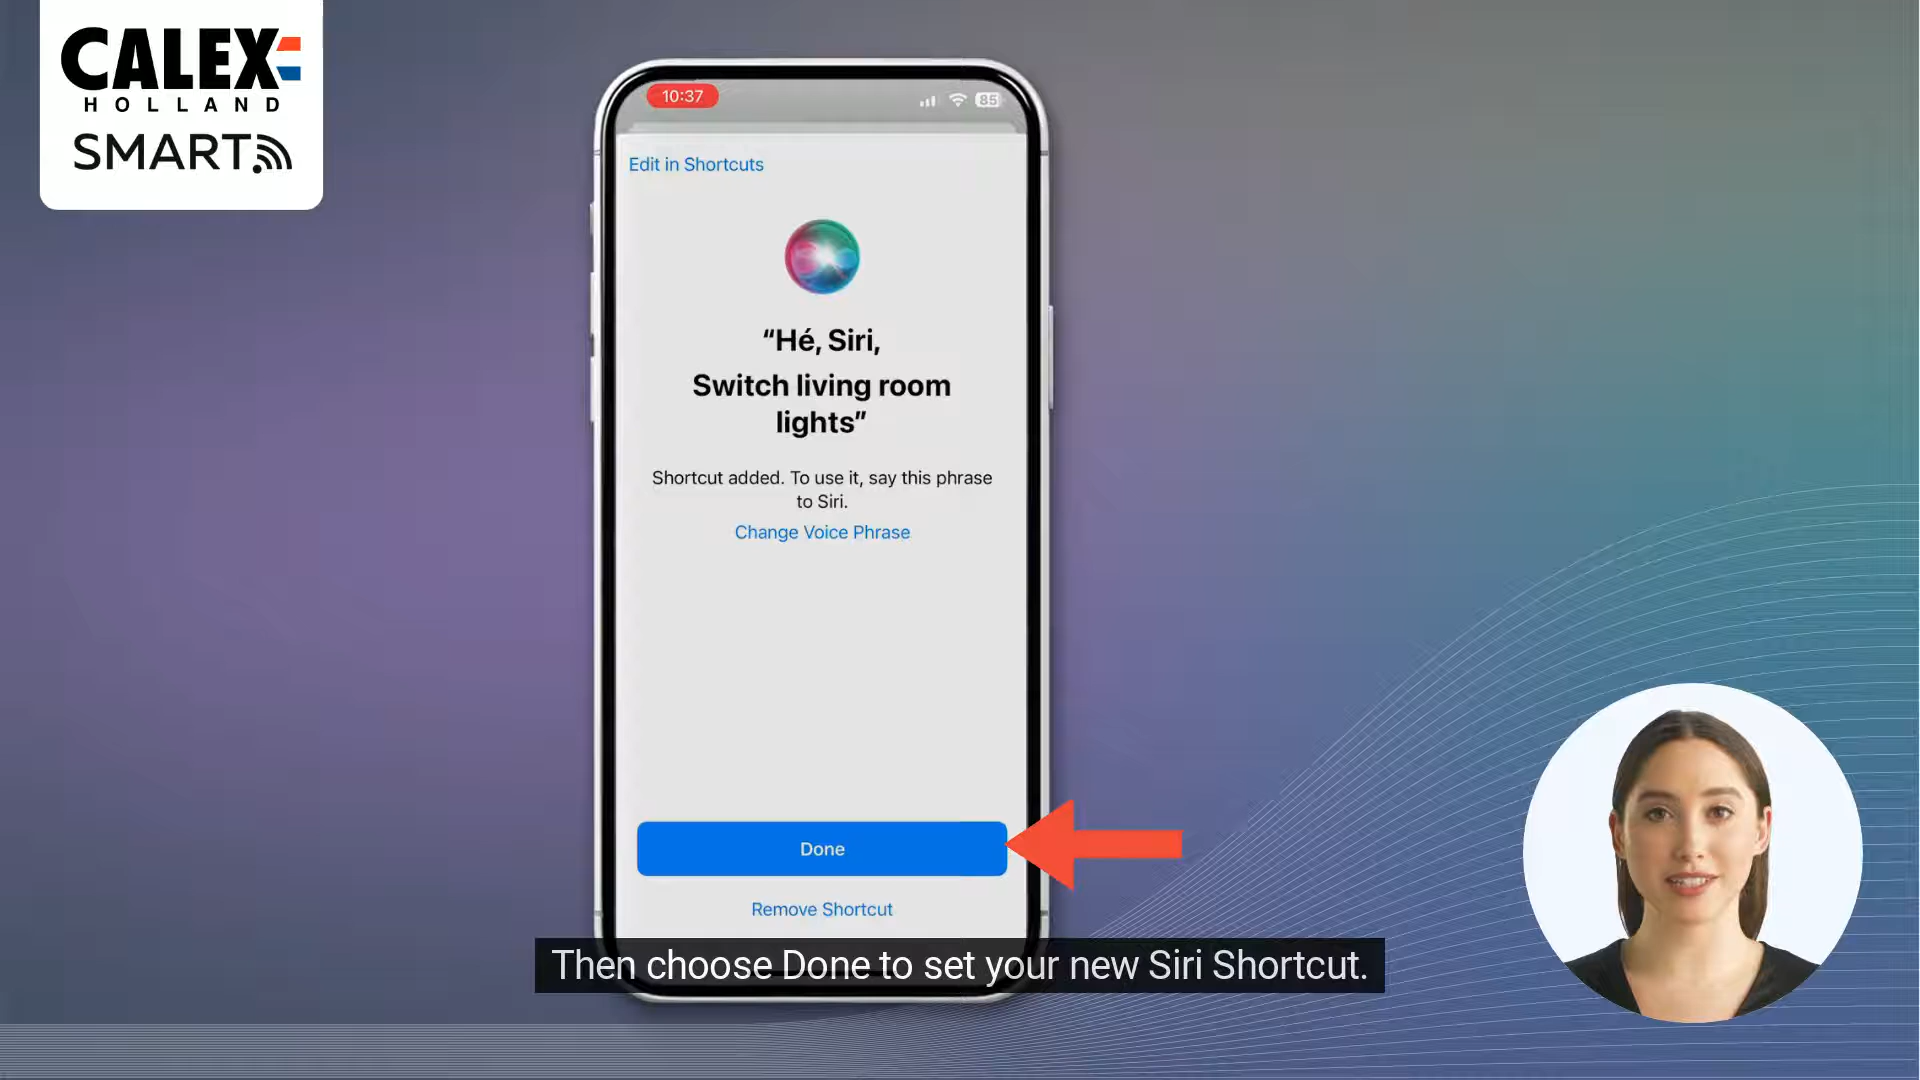 CALEX
HOLLAND
SMART
10:37
85
Edit in Shortcuts
“Hé, Siri,
Switch living room
lights”
Shortcut added. To use it, say this phrase
to Siri.
Change Voice Phrase
Done
Remove Shortcut
Then choose Done to set your new Siri Shortcut.